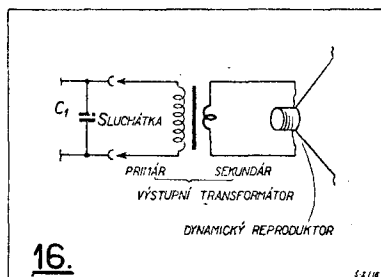 C1
SLUCHÁTKA
PRIMÁR SEKUNDÁR
VÝSTUPNÍ TRANSFORMÁTOR
DYNAMICKÝ REPRODUKTOR
16.